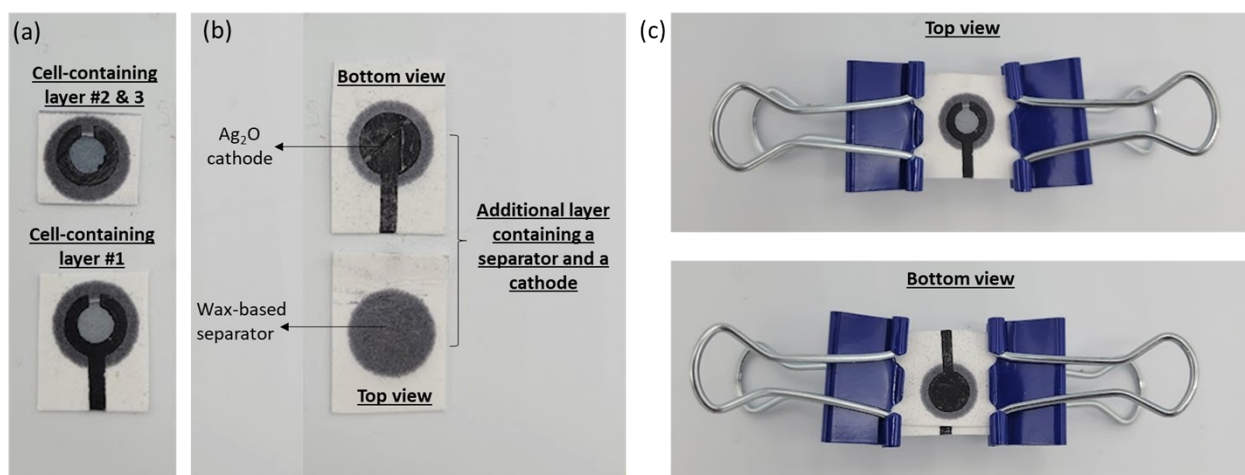 (a)
Cell-containing
layer #2 & 3
Cell-containing
layer #1
(b)
Bottom view
Ag₂O
cathode
Additional layer
containing a
separator and a
cathode
Wax-based
separator
Top view
(c)
Top view
Bottom view